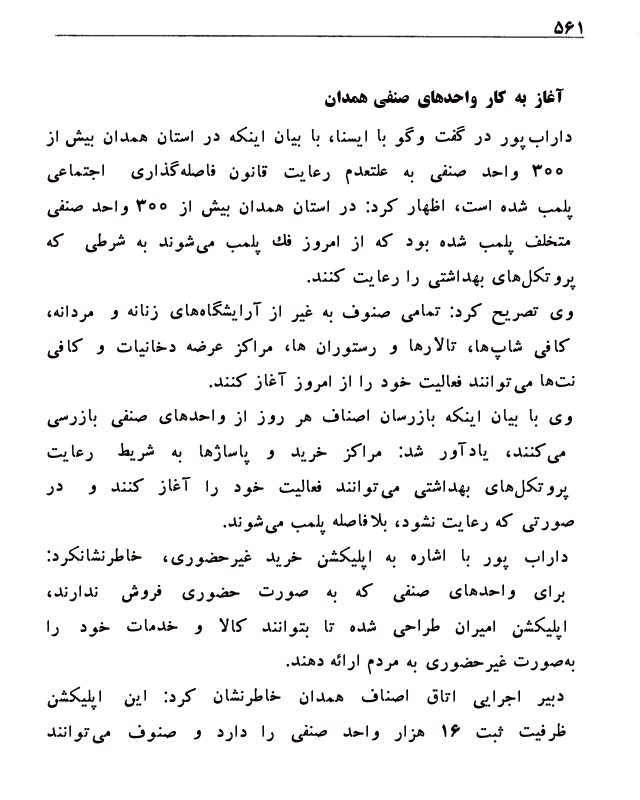 ۵۶۱
آغاز به کار واحدهای صنفی همدان
داراب‌پور در گفت وگو با ایسنا، با بیان اینکه در استان همدان بیش از
۳۰۰ واحد صنفی به علتعدم رعایت قانون فاصله‌گذاری اجتماعی
پلمب شده است، اظهار کرد: در استان همدان بیش از ۳۰۰ واحد صنفی
متخلف پلمب شده بود که از امروز فک پلمب می‌شوند به شرطی که
پروتکل‌های بهداشتی را رعایت کنند.
وی تصریح کرد: تمامی صنوف به غیر از آرایشگاه‌های زنانه و مردانه،
کافی شاپ‌ها، تالارها و رستوران ها، مراکز عرضه دخانیات و کافی
نت‌ها می‌توانند فعالیت خود را از امروز آغاز کنند.
وی با بیان اینکه بازرسان اصناف هر روز از واحدهای صنفی بازرسی
می‌کنند، یادآور شد: مراکز خرید و پاساژها به شریط رعایت
پروتکل‌های بهداشتی می‌توانند فعالیت خود را آغاز کنند و در
صورتی که رعایت نشود، بلافاصله پلمب می‌شوند.
داراب پور با اشاره به اپلیکشن خرید غیرحضوری، خاطرنشانکرد:
برای واحدهای صنفی که به صورت حضوری فروش ندارند،
اپلیکشن امیران طراحی شده تا بتوانند کالا و خدمات خود را
به‌صورت غیرحضوری به مردم ارائه دهند.
دبیر اجرایی اتاق اصناف همدان خاطرنشان کرد: این اپلیکشن
ظرفیت ثبت ۱۶ هزار واحد صنفی را دارد و صنوف می‌توانند